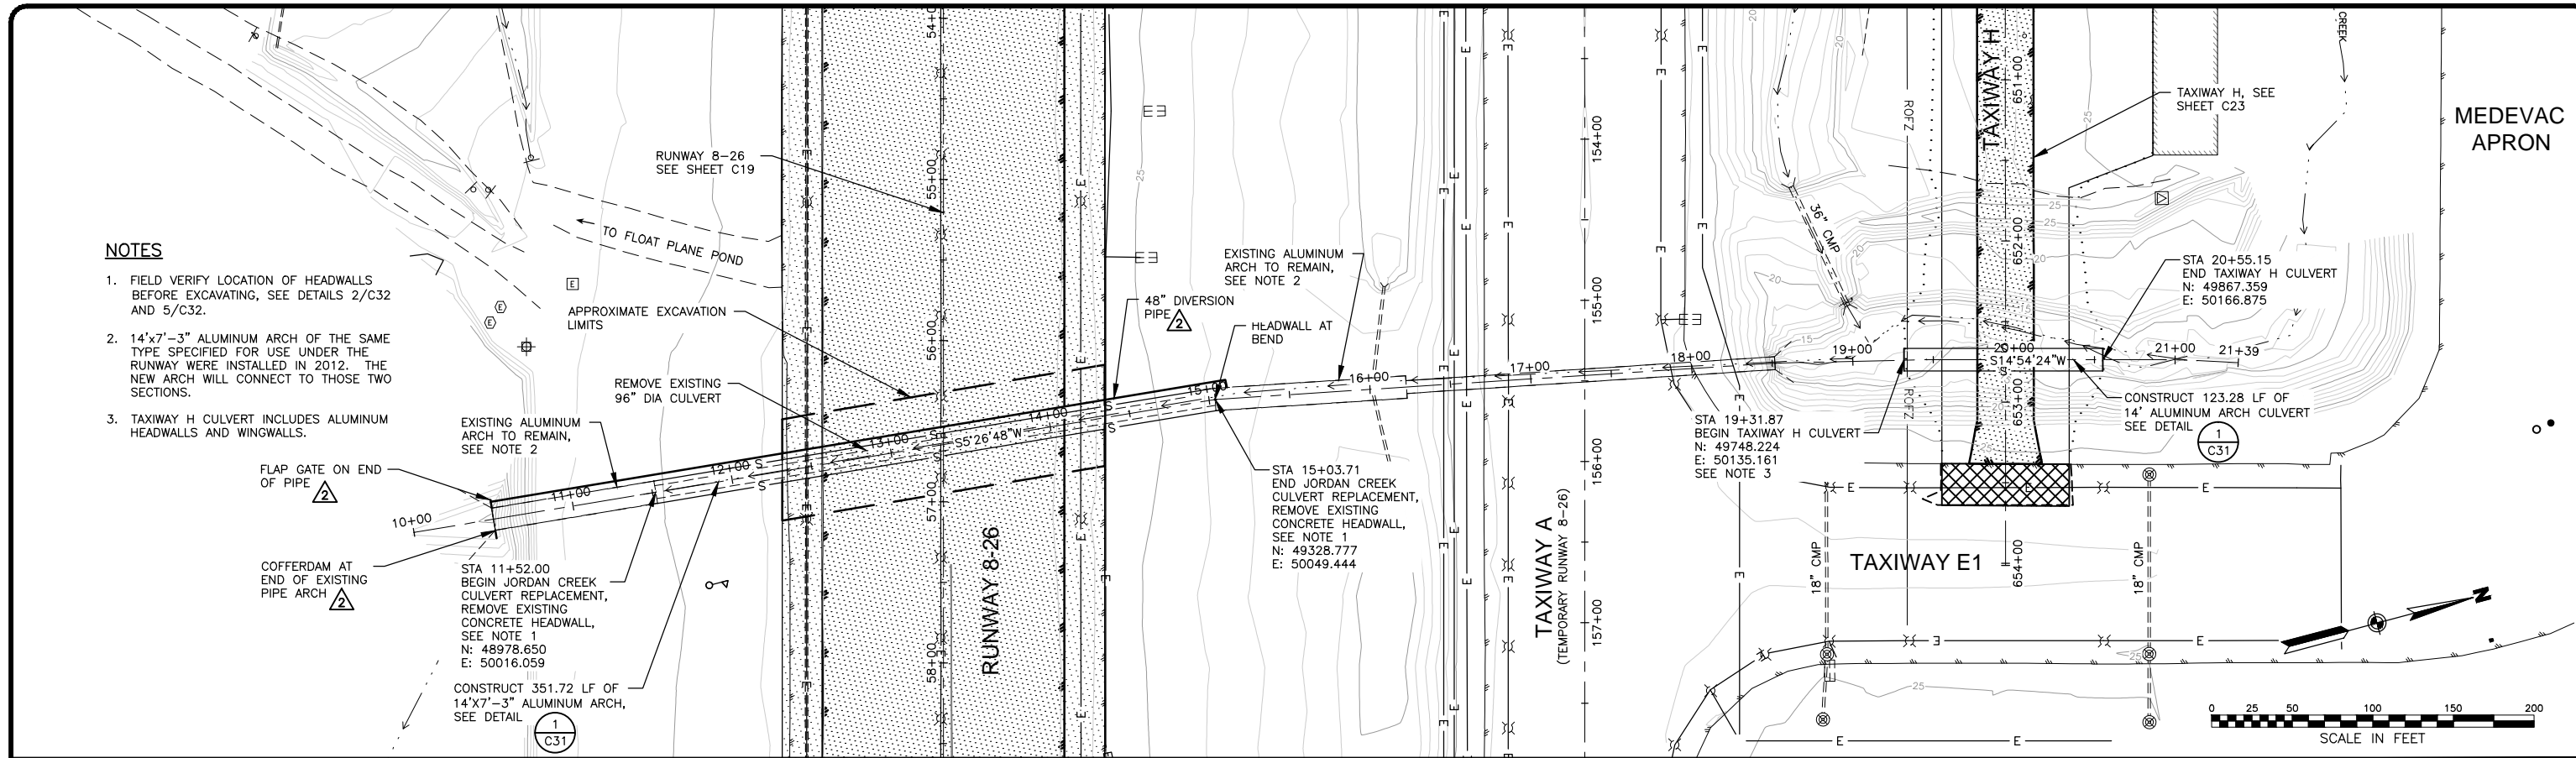 NOTES
1. FIELD VERIFY LOCATION OF HEADWALLS
BEFORE EXCAVATING, SEE DETAILS 2/C32
AND 5/C32.
2. 14'x7'-3" ALUMINUM ARCH OF THE SAME
TYPE SPECIFIED FOR USE UNDER THE
RUNWAY WERE INSTALLED IN 2012. THE
NEW ARCH WILL CONNECT TO THOSE TWO
SECTIONS.
3. TAXIWAY H CULVERT INCLUDES ALUMINUM
HEADWALLS AND WINGWALLS.
FLAP GATE ON END
OF PIPE 2
10+00
COFFERDAM AT
END OF EXISTING
PIPE ARCH 2
EXISTING ALUMINUM
ARCH TO REMAIN,
SEE NOTE 2
11+00
12+00
13+00
14+00
15+00
16+00
17+00
18+00
19+00
20+00
21+00
21+39
S5°26'48"W
S14°54'24"W
STA 11+52.00
BEGIN JORDAN CREEK
CULVERT REPLACEMENT,
REMOVE EXISTING
CONCRETE HEADWALL,
SEE NOTE 1
N: 48978.650
E: 50016.059
CONSTRUCT 351.72 LF OF
14'X7'-3" ALUMINUM ARCH,
SEE DETAIL
1
C31
TO FLOAT PLANE POND
RUNWAY 8-26
SEE SHEET C19
APPROXIMATE EXCAVATION
LIMITS
REMOVE EXISTING
96" DIA CULVERT
54+00
55+00
56+00
57+00
58+00
RUNWAY 8-26
25
48" DIVERSION
PIPE 2
EXISTING ALUMINUM
ARCH TO REMAIN,
SEE NOTE 2
HEADWALL AT
BEND
STA 15+03.71
END JORDAN CREEK
CULVERT REPLACEMENT,
REMOVE EXISTING
CONCRETE HEADWALL,
SEE NOTE 1
N: 49328.777
E: 50049.444
154+00
155+00
156+00
157+00
TAXIWAY A
(TEMPORARY RUNWAY 8-26)
36" CMP
ROFZ
ROFZ
STA 19+31.87
BEGIN TAXIWAY H CULVERT
N: 49748.224
E: 50135.161
SEE NOTE 3
TAXIWAY H
651+00
652+00
653+00
654+00
TAXIWAY H, SEE
SHEET C23
CREEK
MEDEVAC
APRON
STA 20+55.15
END TAXIWAY H CULVERT
N: 49867.359
E: 50166.875
CONSTRUCT 123.28 LF OF
14' ALUMINUM ARCH CULVERT
SEE DETAIL
1
C31
18" CMP
TAXIWAY E1
18" CMP
25
N
0 25 50 100 150 200
SCALE IN FEET